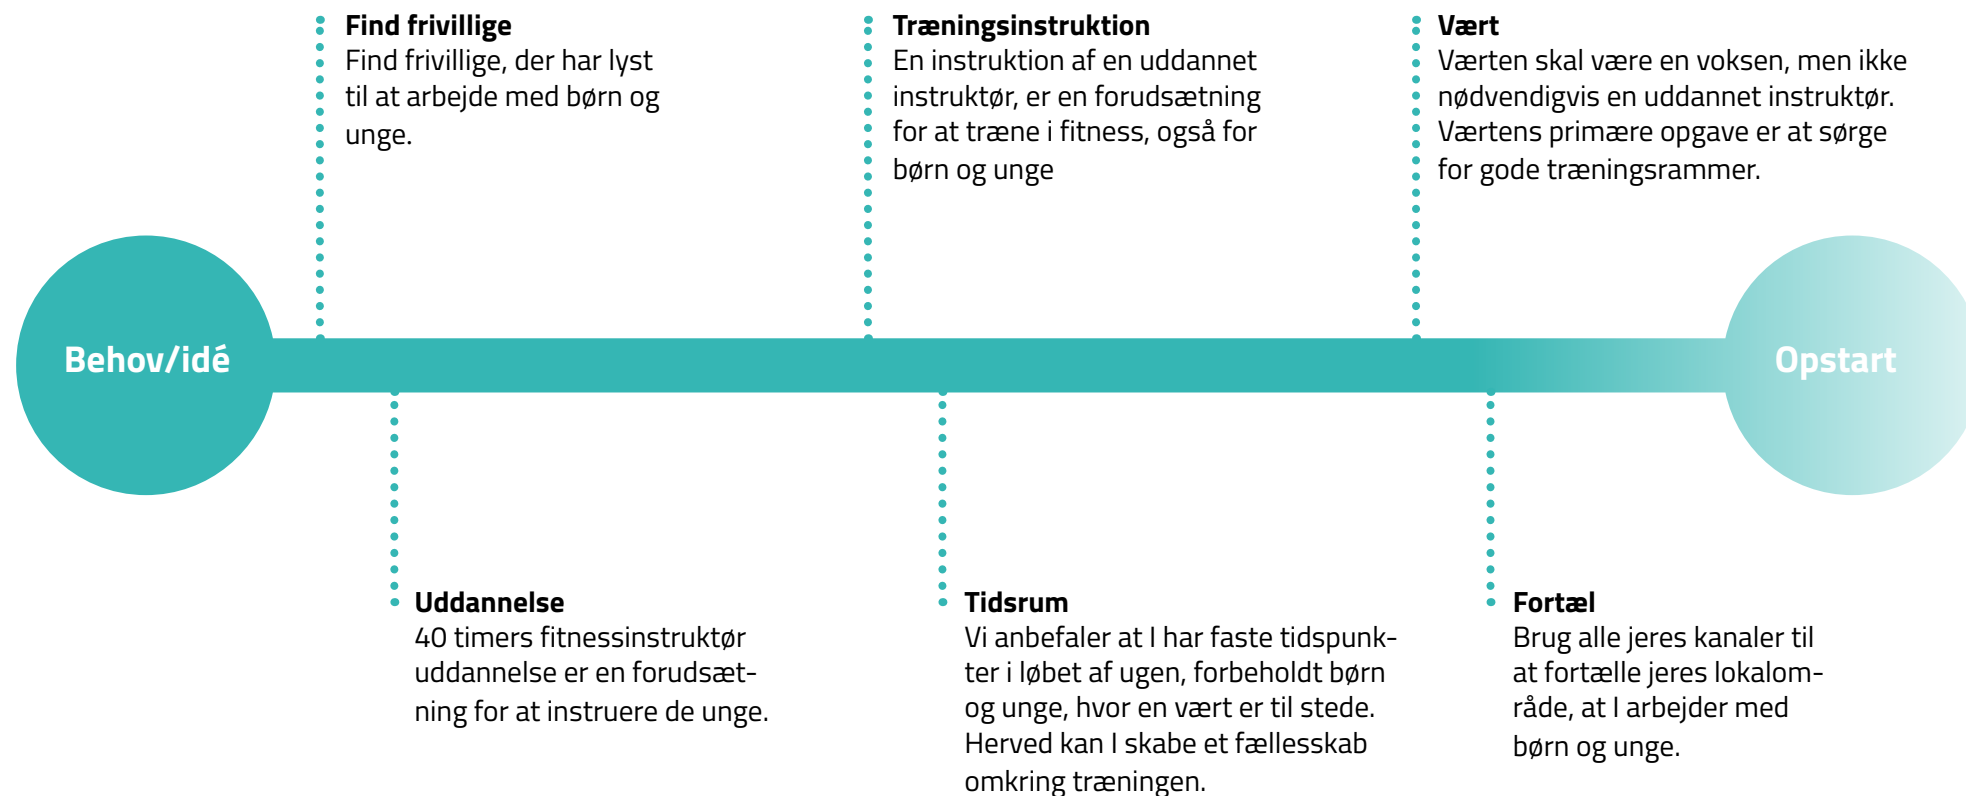 Find frivillige
Find frivillige, der har lyst
til at arbejde med børn og
unge.
Træningsinstruktion
En instruktion af en uddannet
instruktør, er en forudsætning
for at træne i fitness, også for
børn og unge
Vært
Værten skal være en voksen, men ikke
nødvendigvis en uddannet instruktør.
Værtens primære opgave er at sørge
for gode træningsrammer.
Behov/idé
Opstart
Uddannelse
40 timers fitnessinstruktør
uddannelse er en forudsæt-
ning for at instruere de unge.
Tidsrum
Vi anbefaler at I har faste tidspunk-
ter i løbet af ugen, forbeholdt børn
og unge, hvor en vært er til stede.
Herved kan I skabe et fællesskab
omkring træningen.
Fortæl
Brug alle jeres kanaler til
at fortælle jeres lokalom-
råde, at I arbejder med
børn og unge.